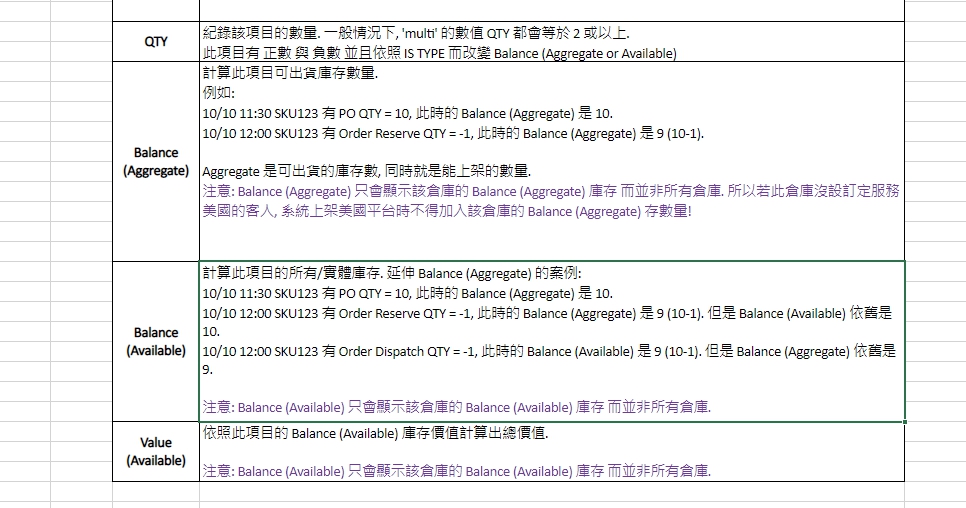 QTY
紀錄該項目的數量. 一般情況下, 'multi' 的數值 QTY 都會等於 2 或以上.
此項目有 正數 與 負數 並且依照 IS TYPE 而改變 Balance (Aggregate or Available)
Balance
(Aggregate)
計算此項目可出貨庫存數量.
例如:
10/10 11:30 SKU123 有 PO QTY = 10, 此時的 Balance (Aggregate) 是 10.
10/10 12:00 SKU123 有 Order Reserve QTY = -1, 此時的 Balance (Aggregate) 是 9 (10-1).
Aggregate 是可出貨的庫存數, 同時就是能上架的數量.
注意: Balance (Aggregate) 只會顯示該倉庫的 Balance (Aggregate) 庫存 而並非所有倉庫. 所以若此倉庫沒設訂定服務
美國的客人, 系統上架美國平台時不得加入該倉庫的 Balance (Aggregate) 存數量!
Balance
(Available)
計算此項目的所有/實體庫存. 延伸 Balance (Aggregate) 的案例:
10/10 11:30 SKU123 有 PO QTY = 10, 此時的 Balance (Aggregate) 是 10.
10/10 12:00 SKU123 有 Order Reserve QTY = -1, 此時的 Balance (Aggregate) 是 9 (10-1). 但是 Balance (Available) 依舊是
10.
10/10 12:00 SKU123 有 Order Dispatch QTY = -1, 此時的 Balance (Available) 是 9 (10-1). 但是 Balance (Aggregate) 依舊是
9.
注意: Balance (Available) 只會顯示該倉庫的 Balance (Available) 庫存 而並非所有倉庫.
Value
(Available)
依照此項目的 Balance (Available) 庫存價值計算出總價值.
注意: Balance (Available) 只會顯示該倉庫的 Balance (Available) 庫存 而並非所有倉庫.